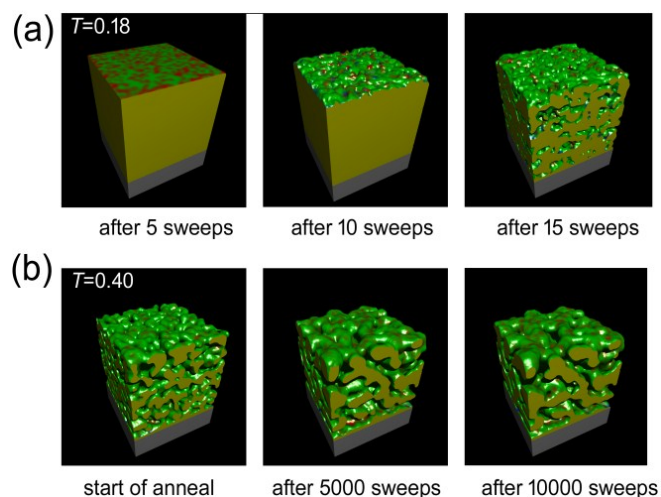 (a)
T=0.18
after 5 sweeps
after 10 sweeps
after 15 sweeps
(b)
T=0.40
start of anneal
after 5000 sweeps
after 10000 sweeps